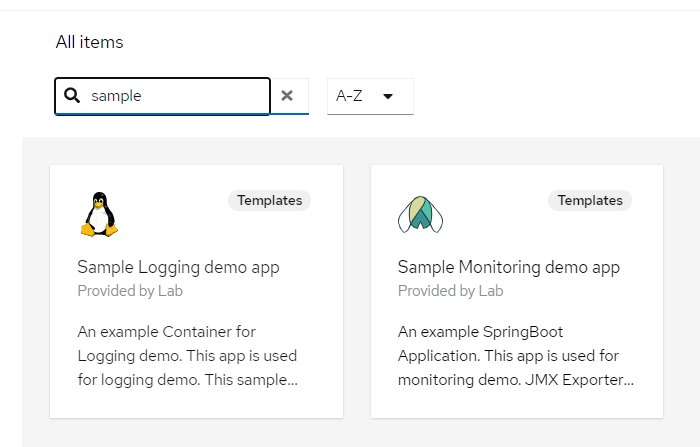 All items
sample
A-Z
Templates
Sample Logging demo app
Provided by Lab
An example Container for
Logging demo. This app is used
for logging demo. This sample...
Templates
Sample Monitoring demo app
Provided by Lab
An example SpringBoot
Application. This app is used for
monitoring demo. JMX Exporter...